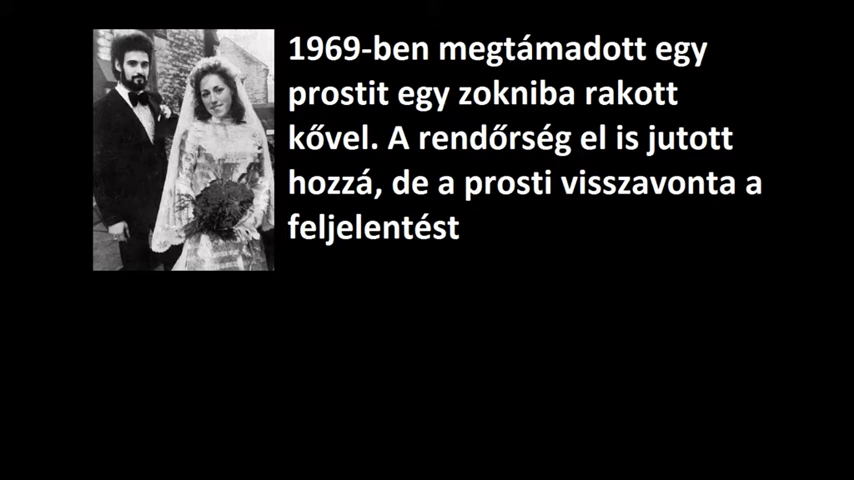 1969-ben megtámadott egy
prostit egy zokniba rakott
kővel. A rendőrség el is jutott
hozzá, de a prosti visszavonta a
feljelentést